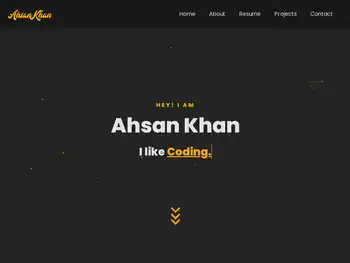 Ahsan Khan
Home About Resume Projects Contact
HEY! I AM
Ahsan Khan
I like Coding.